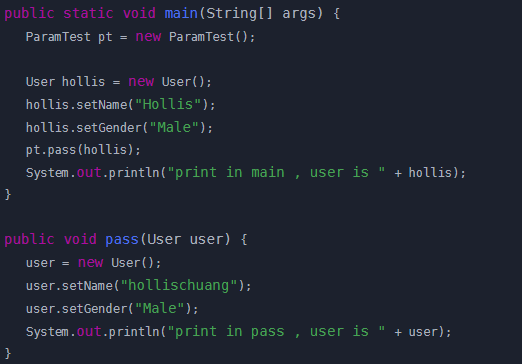 public static void main(String[] args) {
ParamTest pt = new ParamTest();
User hollis = new User();
hollis.setName("Hollis");
hollis.setGender("Male");
pt.pass(hollis);
System.out.println("print in main , user is " + hollis);
}
public void pass(User user) {
user = new User();
user.setName("hollischuang");
user.setGender("Male");
System.out.println("print in pass , user is " + user);
}